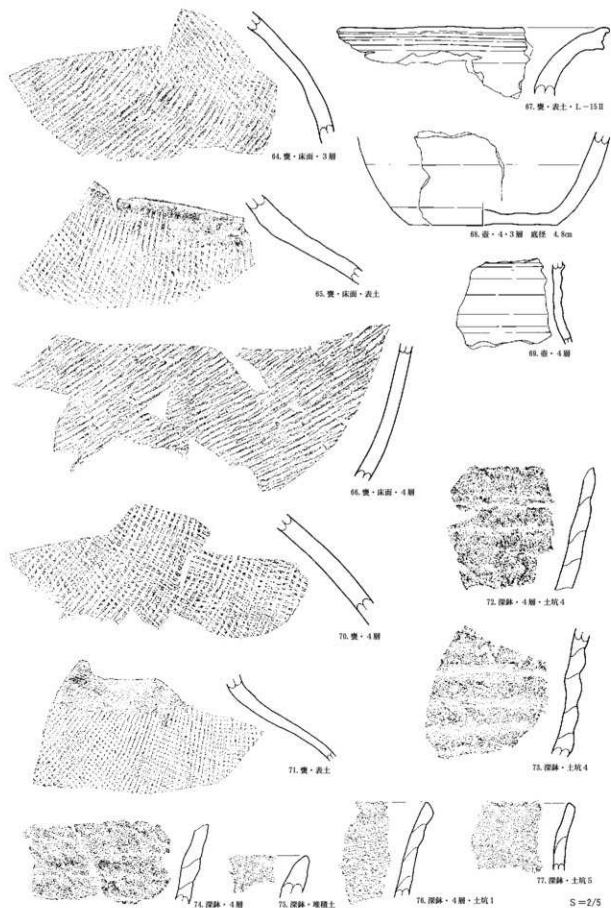 64. 甕・床面・3層
65. 甕・床面・表土
66. 甕・床面・4層
67. 甕・表土・L-15Ⅱ
68. 壺・4・3層 底径 4.8cm
69. 壺・4層
70. 甕・4層
71. 甕・表土
72. 深鉢・4層・土坑4
73. 深鉢・土坑4
74. 深鉢・4層
75. 深鉢・堆積土
76. 深鉢・4層・土坑1
77. 深鉢・土坑5
S=2/5